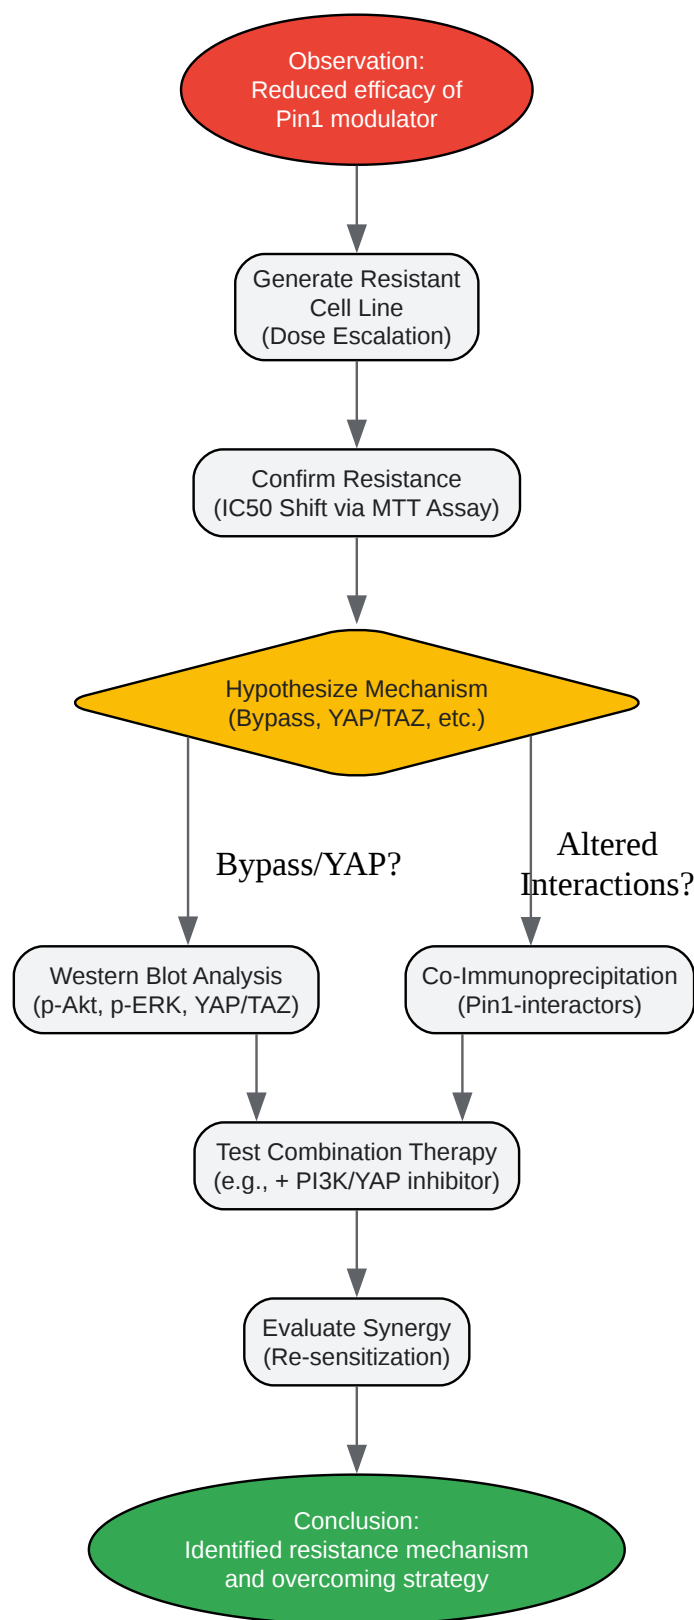 Observation:
Reduced efficacy of
Pin1 modulator
Generate Resistant
Cell Line
(Dose Escalation)
Confirm Resistance
(IC50 Shift via MTT Assay)
Hypothesize Mechanism
(Bypass, YAP/TAZ, etc.)
Bypass/YAP?
Altered
Interactions?
Western Blot Analysis
(p-Akt, p-ERK, YAP/TAZ)
Co-Immunoprecipitation
(Pin1-interactors)
Test Combination Therapy
(e.g., + PI3K/YAP inhibitor)
Evaluate Synergy
(Re-sensitization)
Conclusion:
Identified resistance mechanism
and overcoming strategy